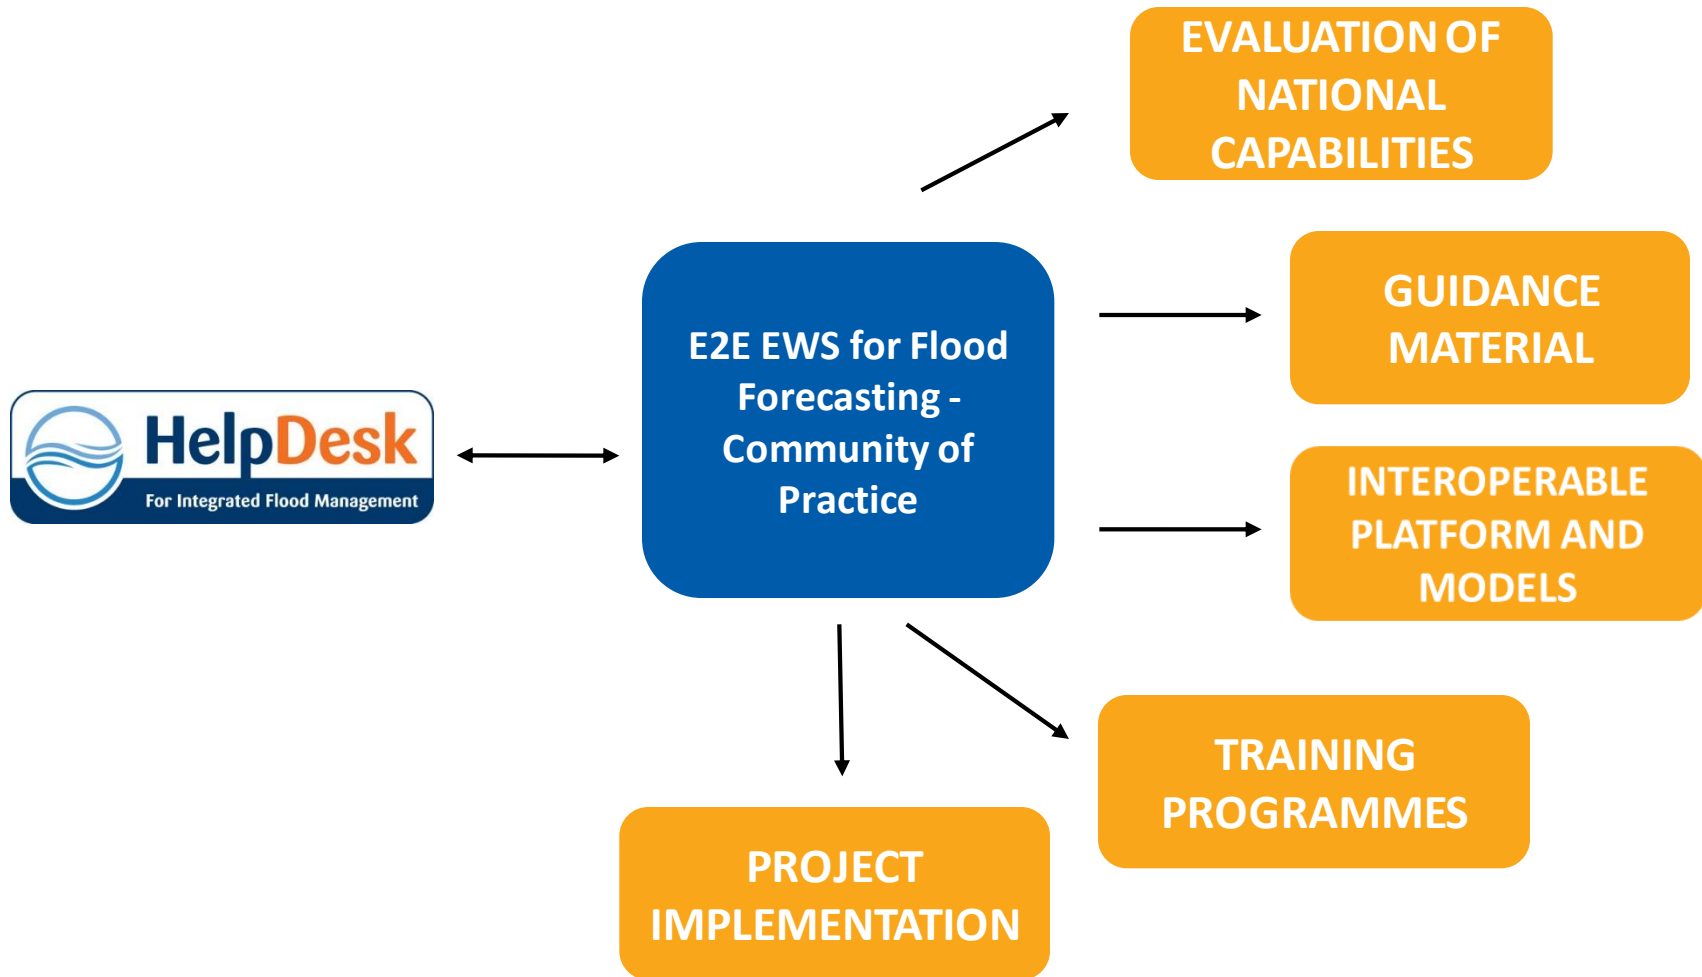 EVALUATION OF
NATIONAL
CAPABILITIES
GUIDANCE
MATERIAL
E2E EWS for Flood
Forecasting -
Community of
Practice
HelpDesk
For Integrated Flood Management
INTEROPERABLE
PLATFORM AND
MODELS
TRAINING
PROGRAMMES
PROJECT
IMPLEMENTATION